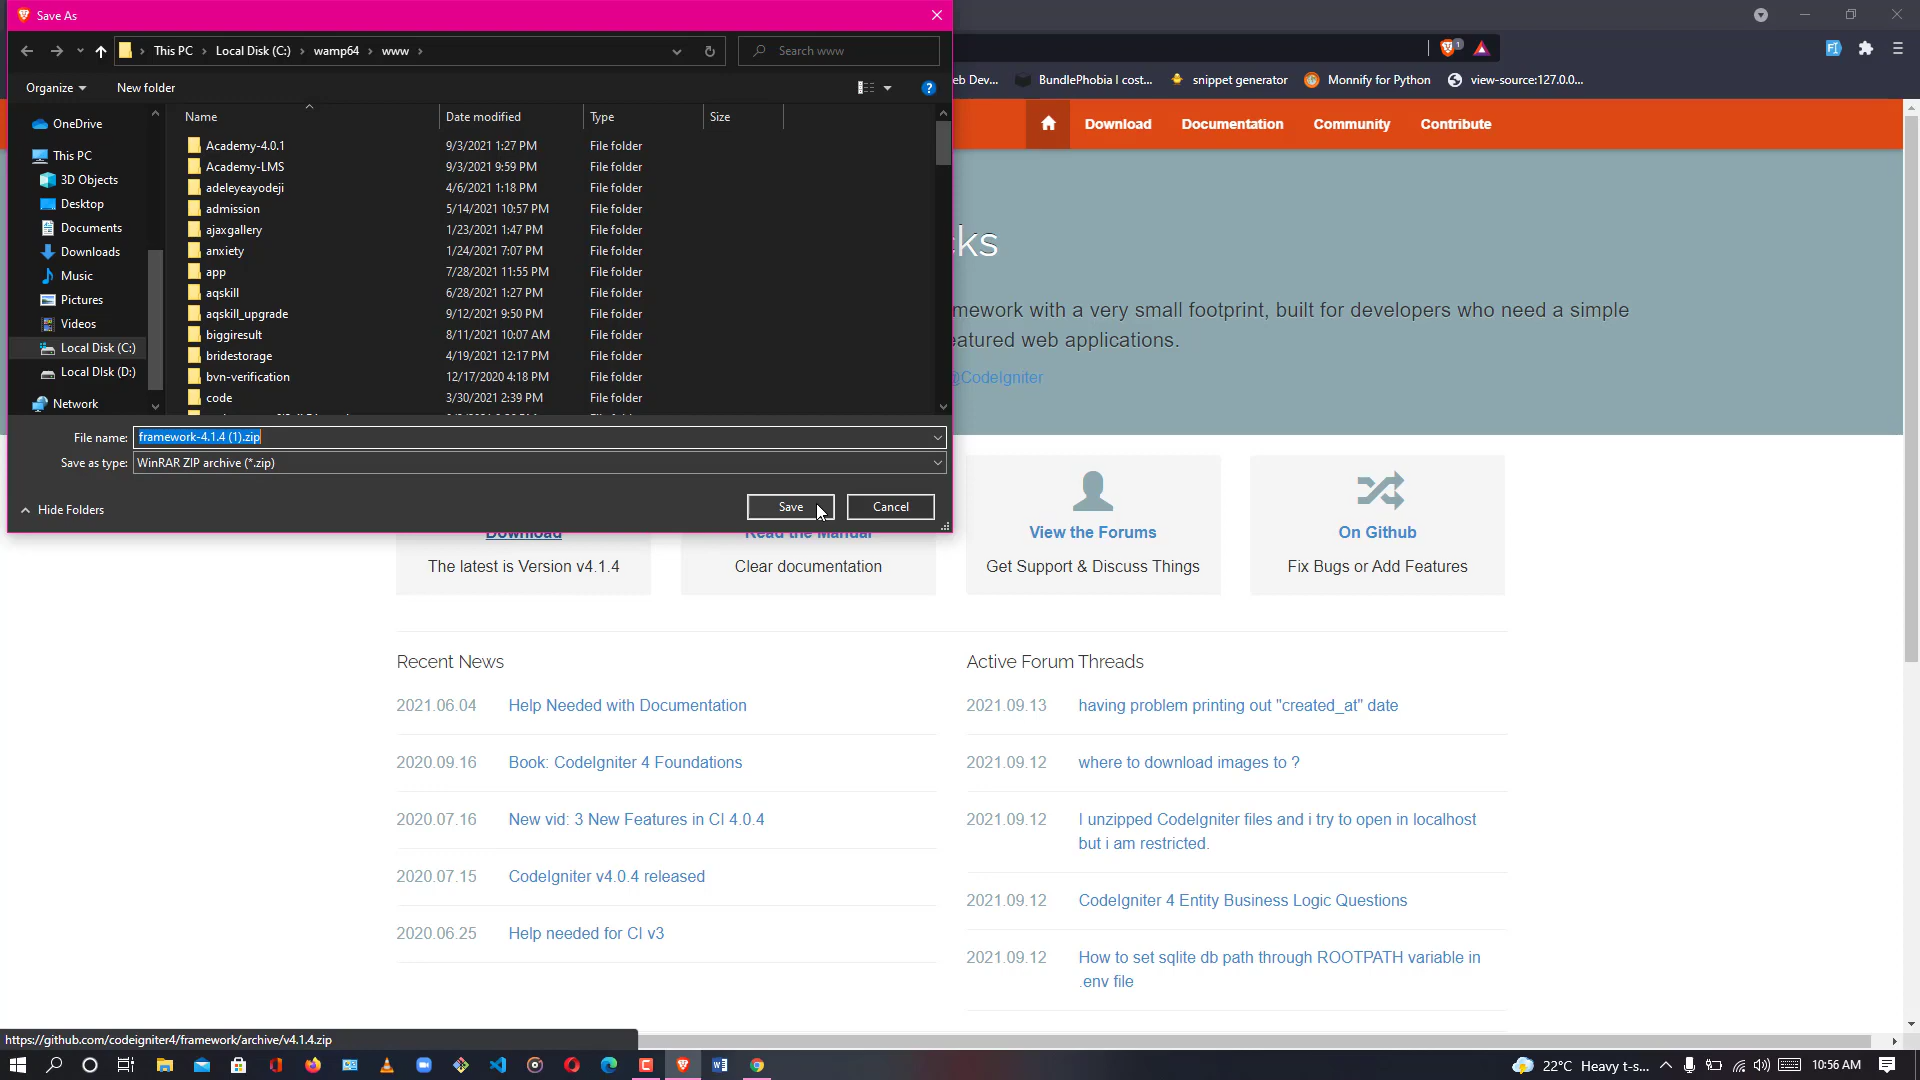 Save As
This PC
Local Disk (C:)
wamp64
www
Search www
eb Dev...
BundlePhobia I cost...
snippet generator
Monnify for Python
view-source:127.0.0...
Organize
New folder
Name
Date modified
Type
Size
Download
Documentation
Community
Contribute
OneDrive
This PC
3D Objects
Desktop
Documents
Downloads
Music
Pictures
Videos
Local Disk (C:)
Local DIsk (D:)
Network
Academy-4.0.1 9/3/2021 1:27 PM File folder
Academy-LMS 9/3/2021 9:59 PM File folder
adeleyeayodeji 4/6/2021 1:18 PM File folder
admission 5/14/2021 10:57 PM File folder
ajaxgallery 1/23/2021 1:47 PM File folder
anxiety 1/24/2021 7:07 PM File folder
app 7/28/2021 11:55 PM File folder
aqskill 6/28/2021 1:27 PM File folder
aqskill_upgrade 9/12/2021 9:50 PM File folder
biggiresult 8/11/2021 10:07 AM File folder
bridestorage 4/19/2021 12:17 PM File folder
bvn-verification 12/17/2020 4:18 PM File folder
code 3/30/2021 2:39 PM File folder
File name: framework-4.1.4 (1).zip
Save as type: WinRAR ZIP archive (*.zip)
Hide Folders
Save
Cancel
cks
mework with a very small footprint, built for developers who need a simple
eatured web applications.
@CodeIgniter
Download
The latest is Version v4.1.4
Read the Manual
Clear documentation
View the Forums
Get Support & Discuss Things
On Github
Fix Bugs or Add Features
Recent News
2021.06.04 Help Needed with Documentation
2020.09.16 Book: CodeIgniter 4 Foundations
2020.07.16 New vid: 3 New Features in CI 4.0.4
2020.07.15 CodeIgniter v4.0.4 released
2020.06.25 Help needed for CI v3
Active Forum Threads
2021.09.13 having problem printing out "created_at" date
2021.09.12 where to download images to ?
2021.09.12 I unzipped CodeIgniter files and i try to open in localhost
but i am restricted.
2021.09.12 CodeIgniter 4 Entity Business Logic Questions
2021.09.12 How to set sqlite db path through ROOTPATH variable in
.env file
https://github.com/codeigniter4/framework/archive/v4.1.4.zip
22°C Heavy t-s...
10:56 AM